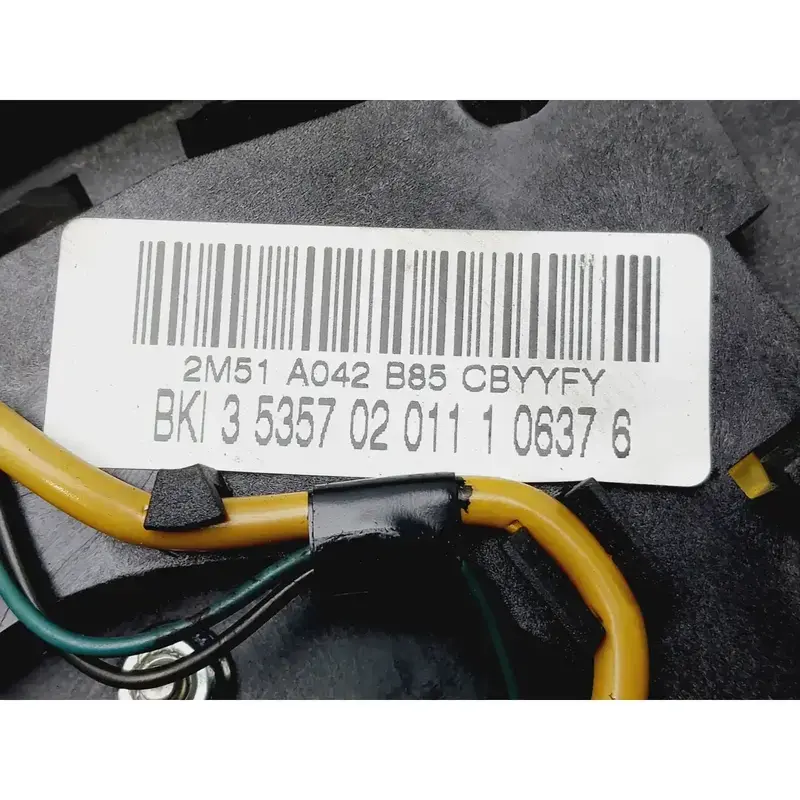 2M51 A042 B85 CBYYFY
BKI 3 5357 02 011 1 0637 6